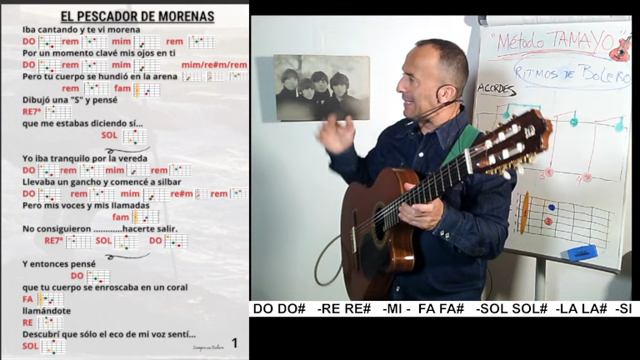 EL PESCADOR DE MORENAS
Iba cantando y te vi morena
DO rem mim rem
Por un momento clavé mis ojos en ti
DO rem mim mim/re#m/rem
Pero tu cuerpo se hundió en la arena
rem fam
Dibujó una "S" y pensé
RE7ª
que me estabas diciendo sí...
SOL
Yo iba tranquilo por la vereda
DO rem mim rem
Llevaba un gancho y comencé a silbar
DO rem mim re#m rem
Pero mis voces y mis llamadas
fam
No consiguieron ............hacerte salir.
RE7ª SOL DO
Y entonces pensé
DO
que tu cuerpo se enroscaba en un coral
FA
llamándote
RE
Descubrí que sólo el eco de mi voz sentí...
SOL
1
"Método TAMAYO"
RITMOS DE BOLERO
ACORDES
DO DO# -RE RE# -MI - FA FA# -SOL SOL# -LA LA# -SI